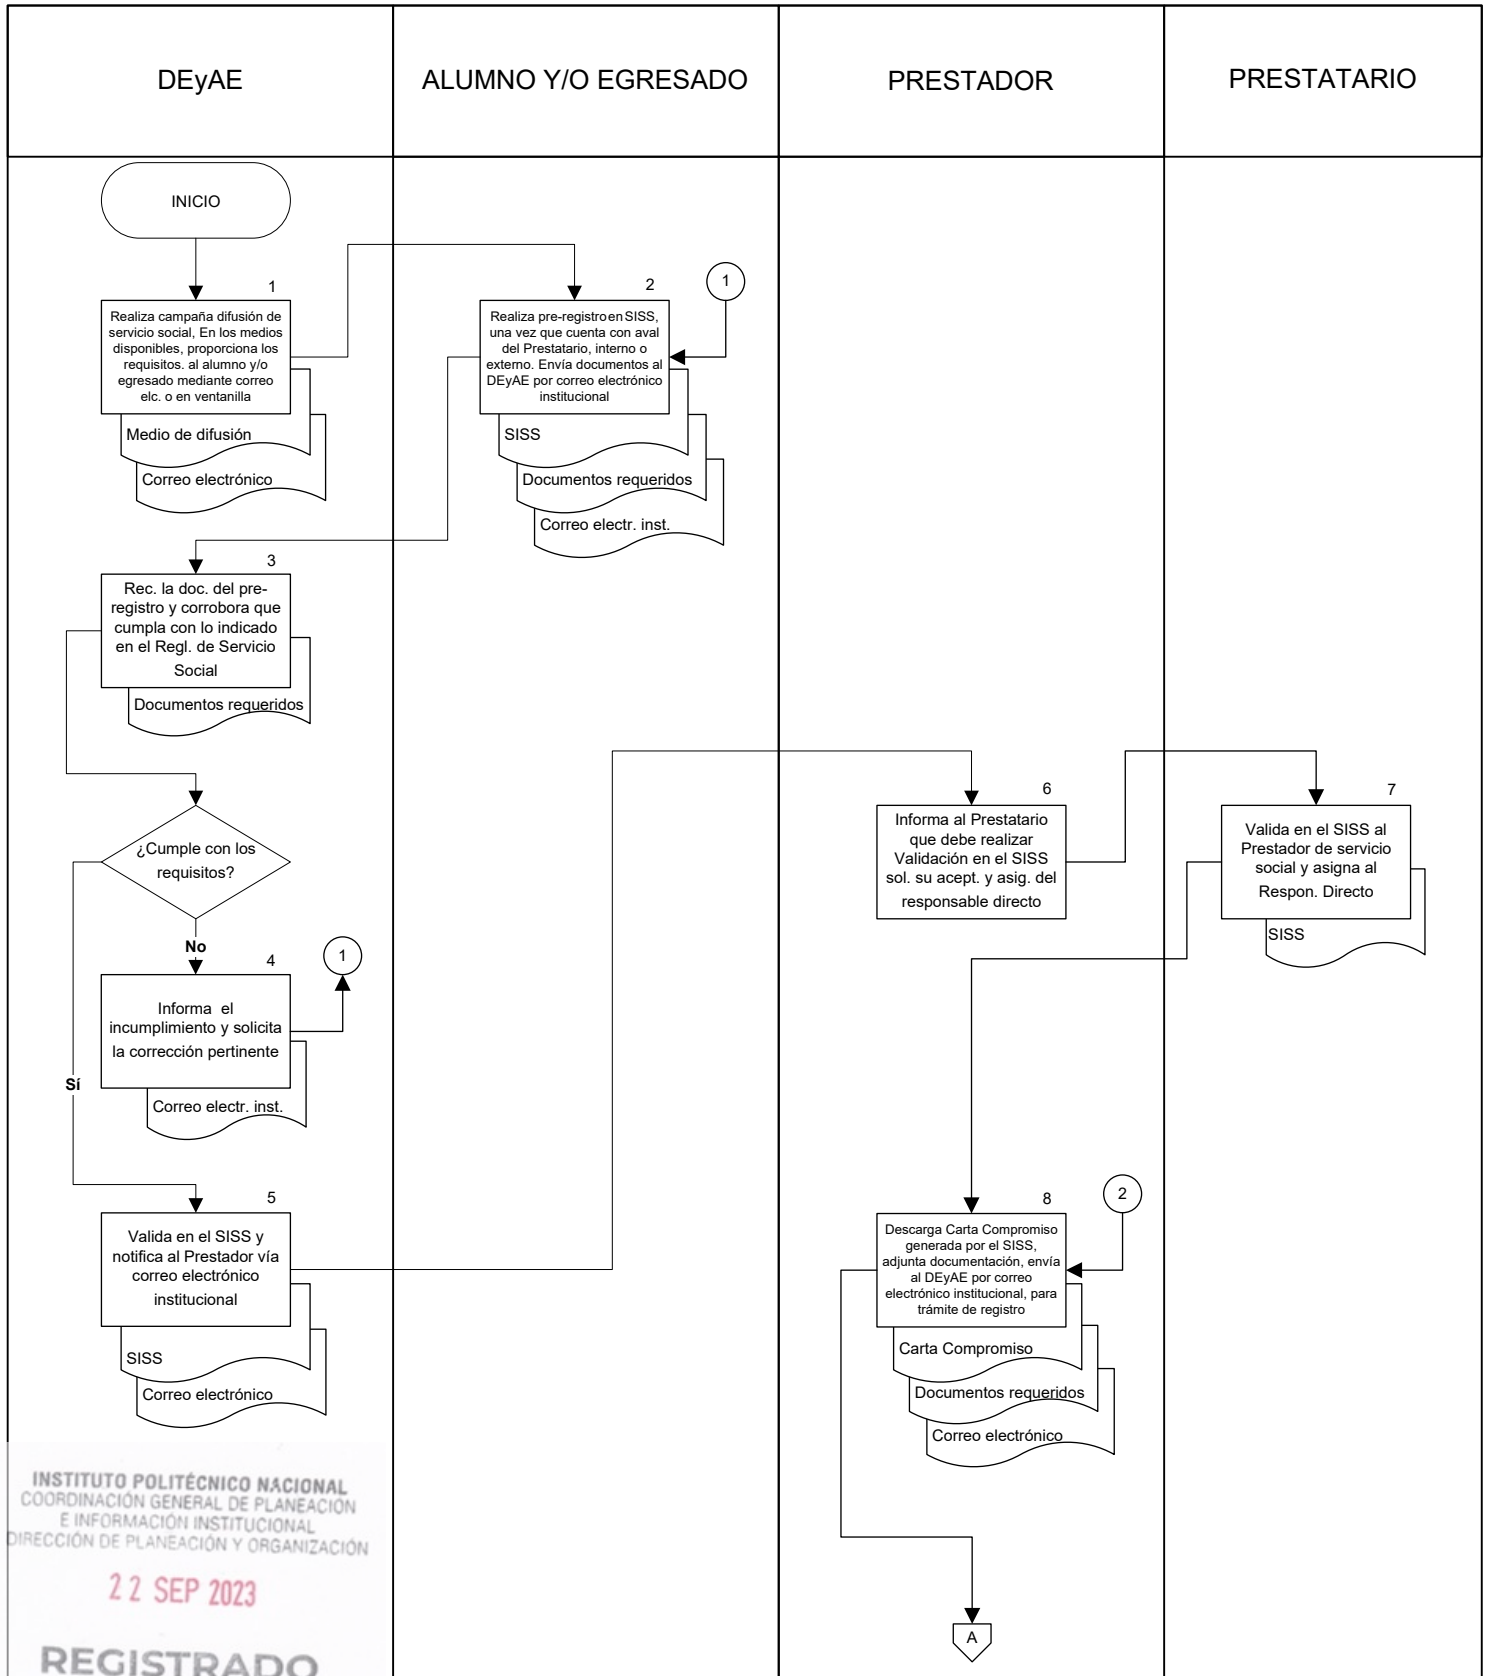 DEyAE
ALUMNO Y/O EGRESADO
PRESTADOR
PRESTATARIO
INICIO
1
Realiza campaña difusión de
servicio social, En los medios
disponibles, proporciona los
requisitos. al alumno y/o
egresado mediante correo
elc. o en ventanilla
Medio de difusión
Correo electrónico
2
1
Realiza pre-registro en SISS,
una vez que cuenta con aval
del Prestatario, interno o
externo. Envía documentos al
DEyAE por correo electrónico
institucional
SISS
Documentos requeridos
Correo electr. inst.
3
Rec. la doc. del pre-
registro y corrobora que
cumpla con lo indicado
en el Regl. de Servicio
Social
Documentos requeridos
¿Cumple con los
requisitos?
No
Sí
4
1
Informa el
incumplimiento y solicita
la corrección pertinente
Correo electr. inst.
5
Valida en el SISS y
notifica al Prestador vía
correo electrónico
institucional
SISS
Correo electrónico
6
Informa al Prestatario
que debe realizar
Validación en el SISS
sol. su acept. y asig. del
responsable directo
7
Valida en el SISS al
Prestador de servicio
social y asigna al
Respon. Directo
SISS
8
2
Descarga Carta Compromiso
generada por el SISS,
adjunta documentación, envía
al DEyAE por correo
electrónico institucional, para
trámite de registro
Carta Compromiso
Documentos requeridos
Correo electrónico
A
INSTITUTO POLITÉCNICO NACIONAL
COORDINACIÓN GENERAL DE PLANEACIÓN
E INFORMACIÓN INSTITUCIONAL
DIRECCIÓN DE PLANEACIÓN Y ORGANIZACIÓN
22 SEP 2023
REGISTRADO